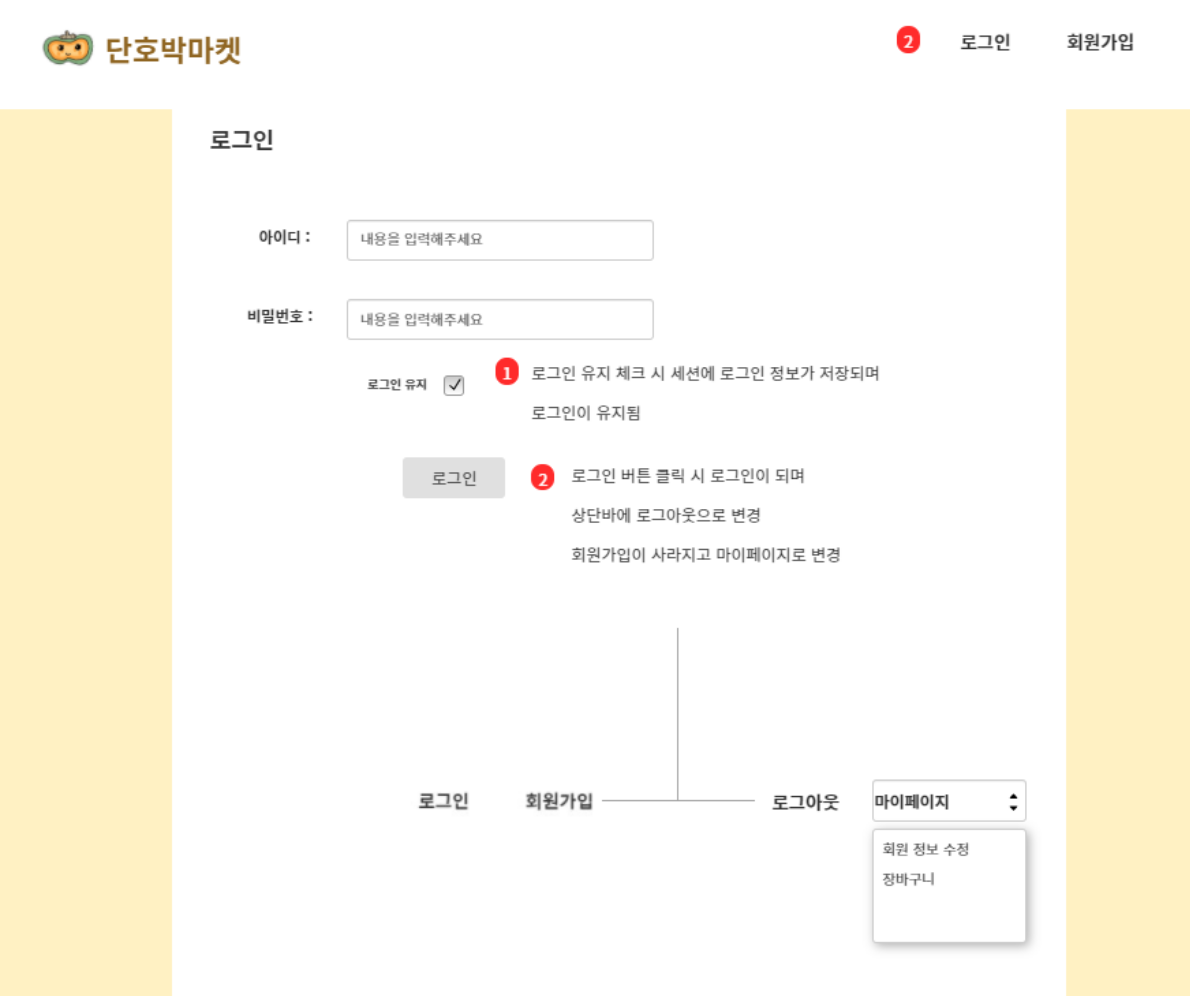 단호박마켓
2 로그인 회원가입
로그인
아이디 : 내용을 입력해주세요
비밀번호 : 내용을 입력해주세요
로그인 유지
1 로그인 유지 체크 시 세션에 로그인 정보가 저장되며
로그인이 유지됨
로그인
2 로그인 버튼 클릭 시 로그인이 되며
상단바에 로그아웃으로 변경
회원가입이 사라지고 마이페이지로 변경
로그인 회원가입 로그아웃 마이페이지
회원 정보 수정
장바구니